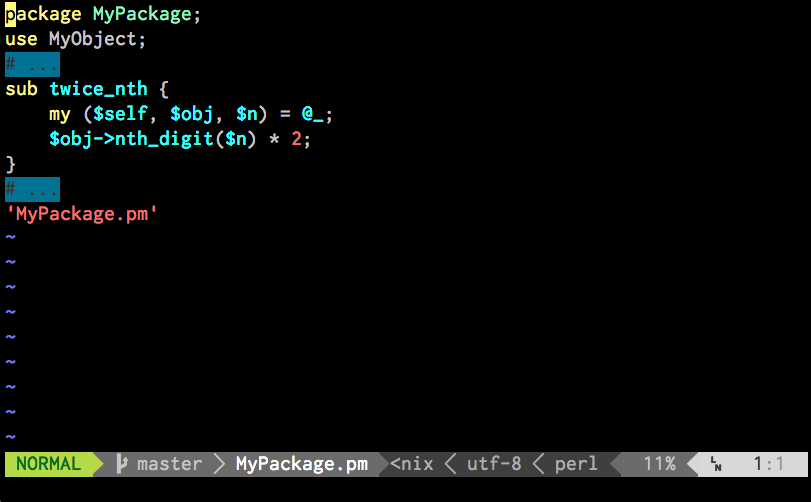 package MyPackage;
use MyObject;
# ...
sub twice_nth {
    my ($self, $obj, $n) = @_;
    $obj->nth_digit($n) * 2;
}
# ...
'MyPackage.pm'
~
~
~
~
~
~
~
~
~
NORMAL master MyPackage.pm <nix utf-8 perl 11% LN 1:1